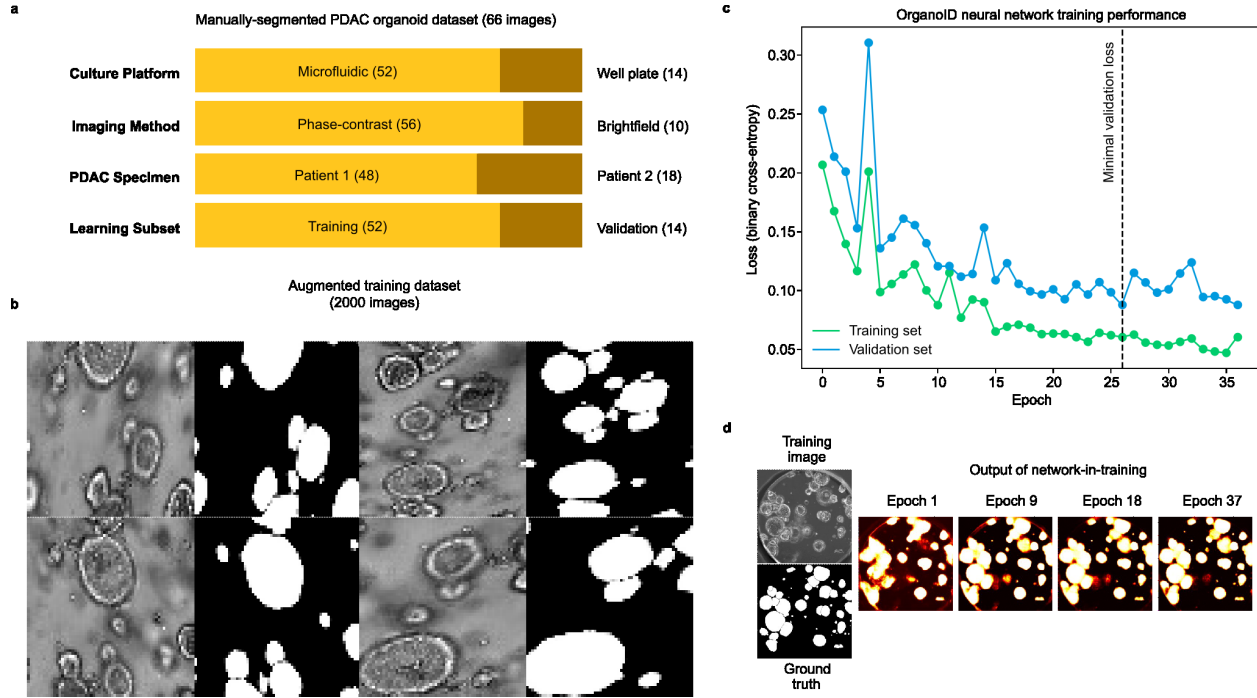 a
Manually-segmented PDAC organoid dataset (66 images)
Culture Platform
Microfluidic (52)
Well plate (14)
Imaging Method
Phase-contrast (56)
Brightfield (10)
PDAC Specimen
Patient 1 (48)
Patient 2 (18)
Learning Subset
Training (52)
Validation (14)
b
Augmented training dataset
(2000 images)
c
OrganoID neural network training performance
Loss (binary cross-entropy)
0.30
0.25
0.20
0.15
0.10
0.05
Minimal validation loss
Training set
Validation set
0 5 10 15 20 25 30 35
Epoch
d
Training
image
Ground
truth
Output of network-in-training
Epoch 1
Epoch 9
Epoch 18
Epoch 37